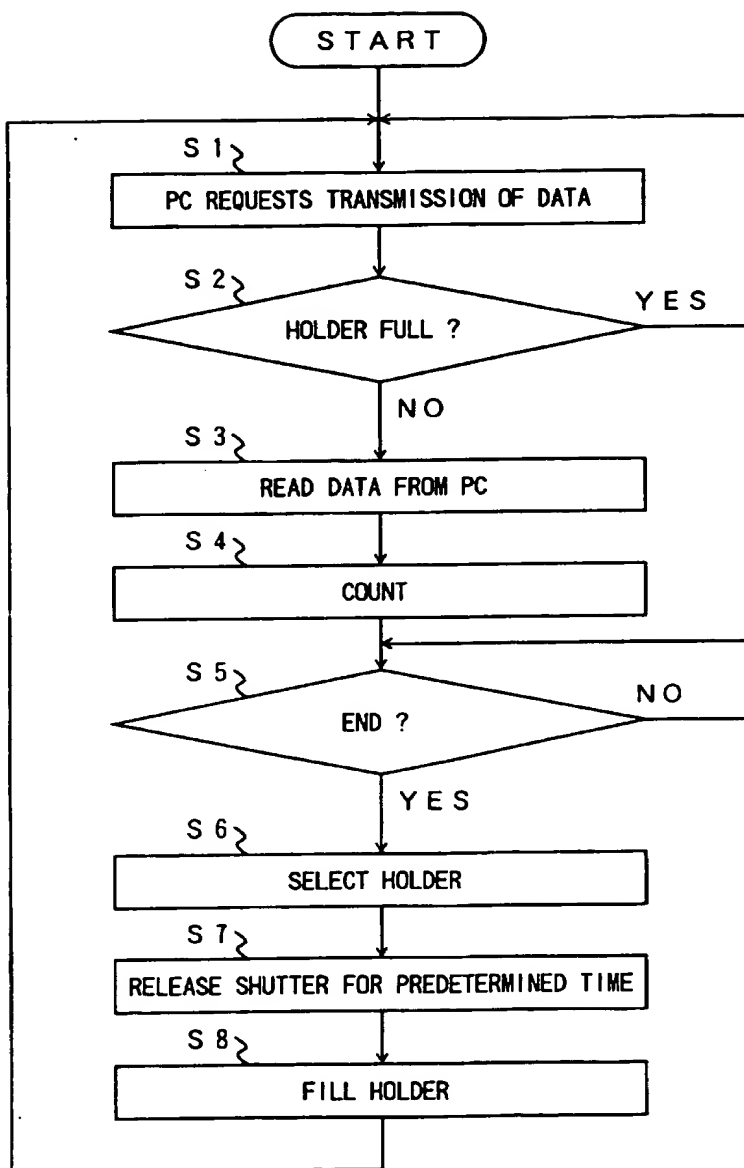 START
S1
PC REQUESTS TRANSMISSION OF DATA
S2
HOLDER FULL ?
YES
NO
S3
READ DATA FROM PC
S4
COUNT
S5
END ?
NO
YES
S6
SELECT HOLDER
S7
RELEASE SHUTTER FOR PREDETERMINED TIME
S8
FILL HOLDER